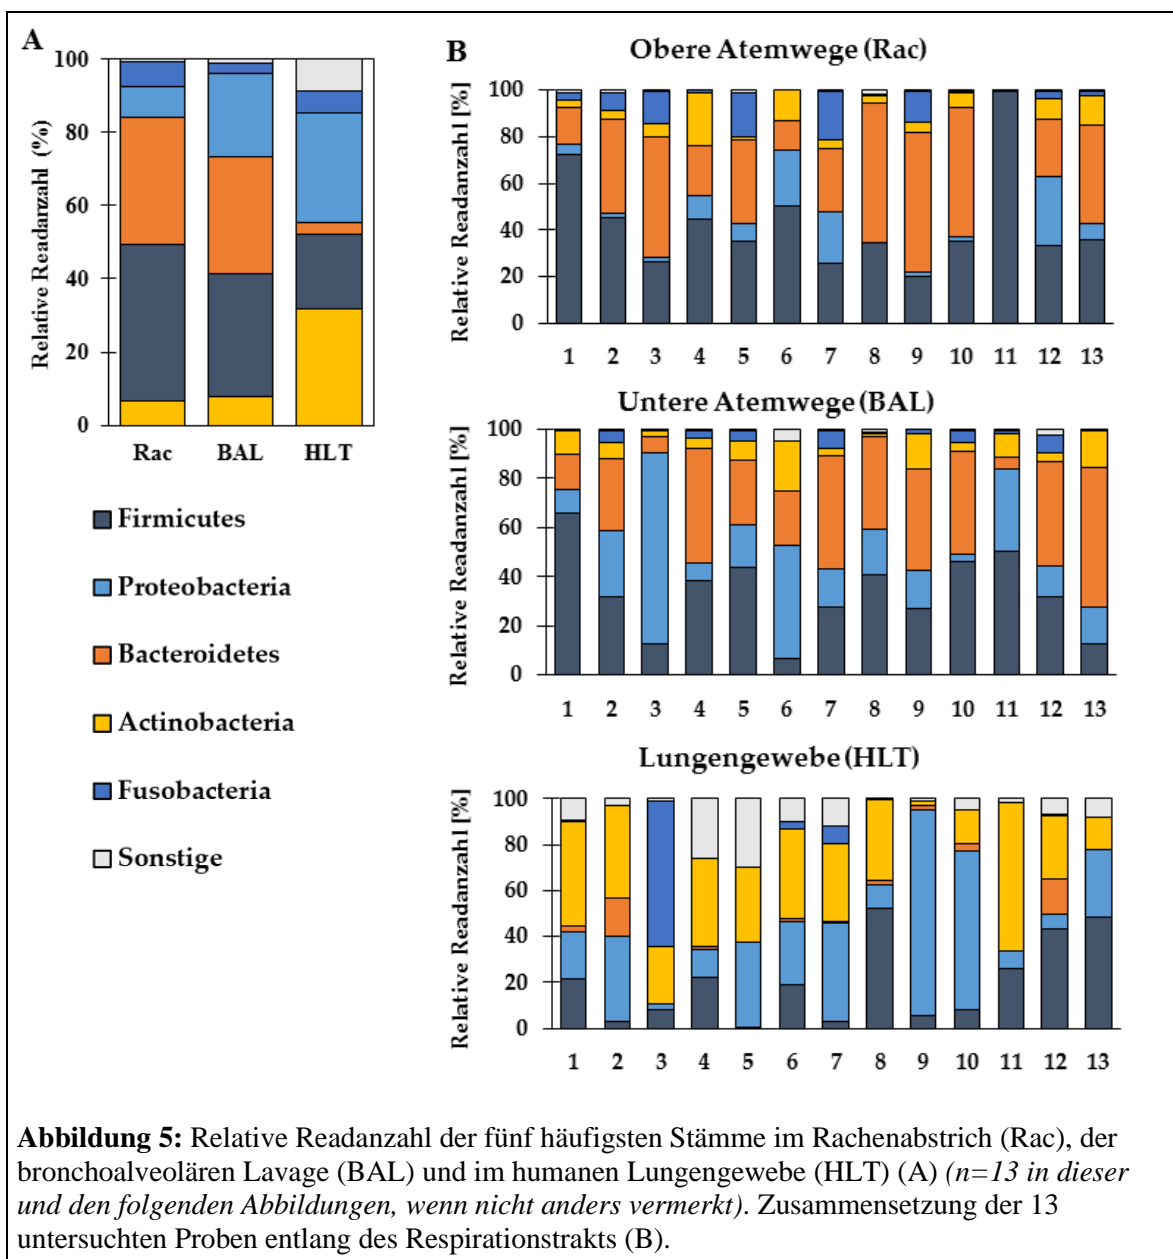 A
100
80
60
40
20
0
Relative Readanzahl (%)
Rac BAL HLT
Firmicutes
Proteobacteria
Bacteroidetes
Actinobacteria
Fusobacteria
Sonstige
B
Obere Atemwege (Rac)
Relative Readanzahl [%]
100
80
60
40
20
0
1 2 3 4 5 6 7 8 9 10 11 12 13
Untere Atemwege (BAL)
Relative Readanzahl [%]
100
80
60
40
20
0
1 2 3 4 5 6 7 8 9 10 11 12 13
Lungengewebe (HLT)
Relative Readanzahl [%]
100
80
60
40
20
0
1 2 3 4 5 6 7 8 9 10 11 12 13
Abbildung 5: Relative Readanzahl der fünf häufigsten Stämme im Rachenabstrich (Rac), der
bronchoalveolären Lavage (BAL) und im humanen Lungengewebe (HLT) (A) (n=13 in dieser
und den folgenden Abbildungen, wenn nicht anders vermerkt). Zusammensetzung der 13
untersuchten Proben entlang des Respirationstrakts (B).